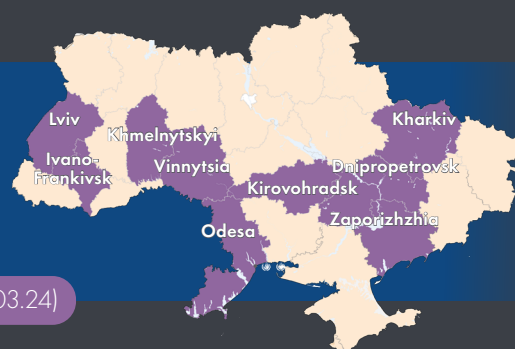 Lviv
Kharkiv
Khmelnytskyi
Ivano-
Frankivsk
Vinnytsia
Dnipropetrovsk
Kirovohradsk
Zaporizhzhia
Odesa
03.24)